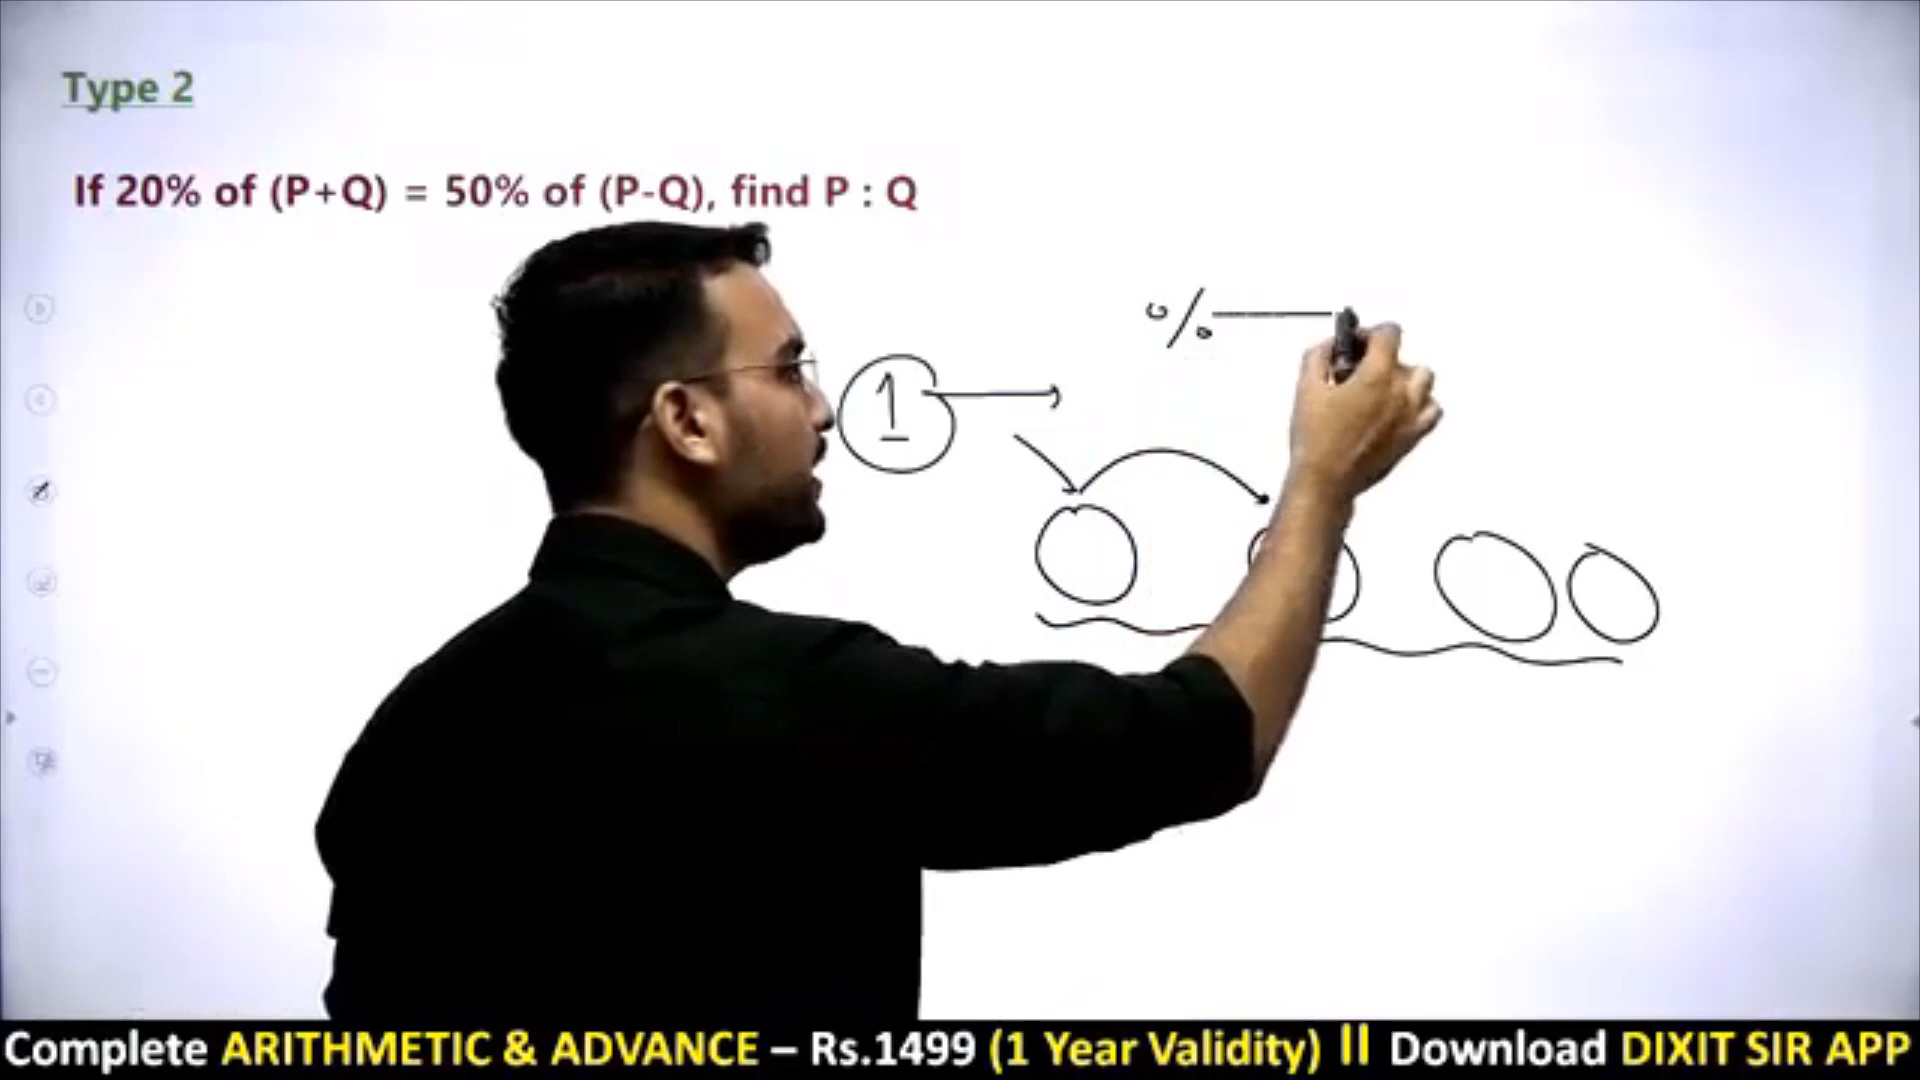 Type 2
If 20% of (P+Q) = 50% of (P-Q), find P : Q
%
1
Complete ARITHMETIC & ADVANCE – Rs.1499 (1 Year Validity) || Download DIXIT SIR APP